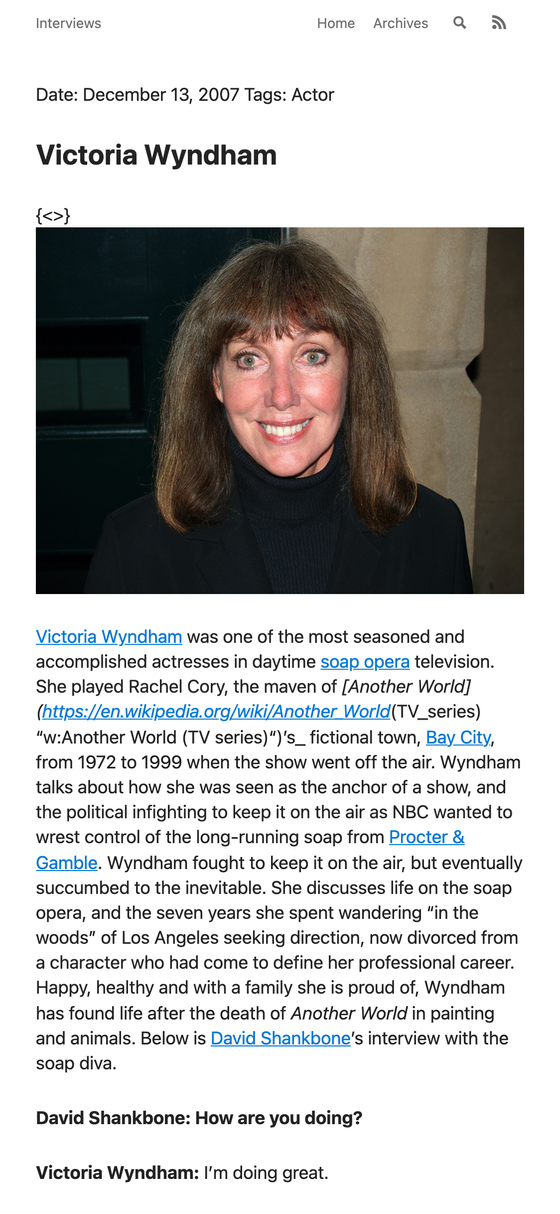 Interviews Home Archives
Date: December 13, 2007 Tags: Actor
Victoria Wyndham
{<>}
Victoria Wyndham was one of the most seasoned and
accomplished actresses in daytime soap opera television.
She played Rachel Cory, the maven of [Another World]
(https://en.wikipedia.org/wiki/Another_World(TV_series)
“w:Another World (TV series)“)’s_ fictional town, Bay City,
from 1972 to 1999 when the show went off the air. Wyndham
talks about how she was seen as the anchor of a show, and
the political infighting to keep it on the air as NBC wanted to
wrest control of the long-running soap from Procter &
Gamble. Wyndham fought to keep it on the air, but eventually
succumbed to the inevitable. She discusses life on the soap
opera, and the seven years she spent wandering “in the
woods” of Los Angeles seeking direction, now divorced from
a character who had come to define her professional career.
Happy, healthy and with a family she is proud of, Wyndham
has found life after the death of Another World in painting
and animals. Below is David Shankbone’s interview with the
soap diva.
David Shankbone: How are you doing?
Victoria Wyndham: I’m doing great.